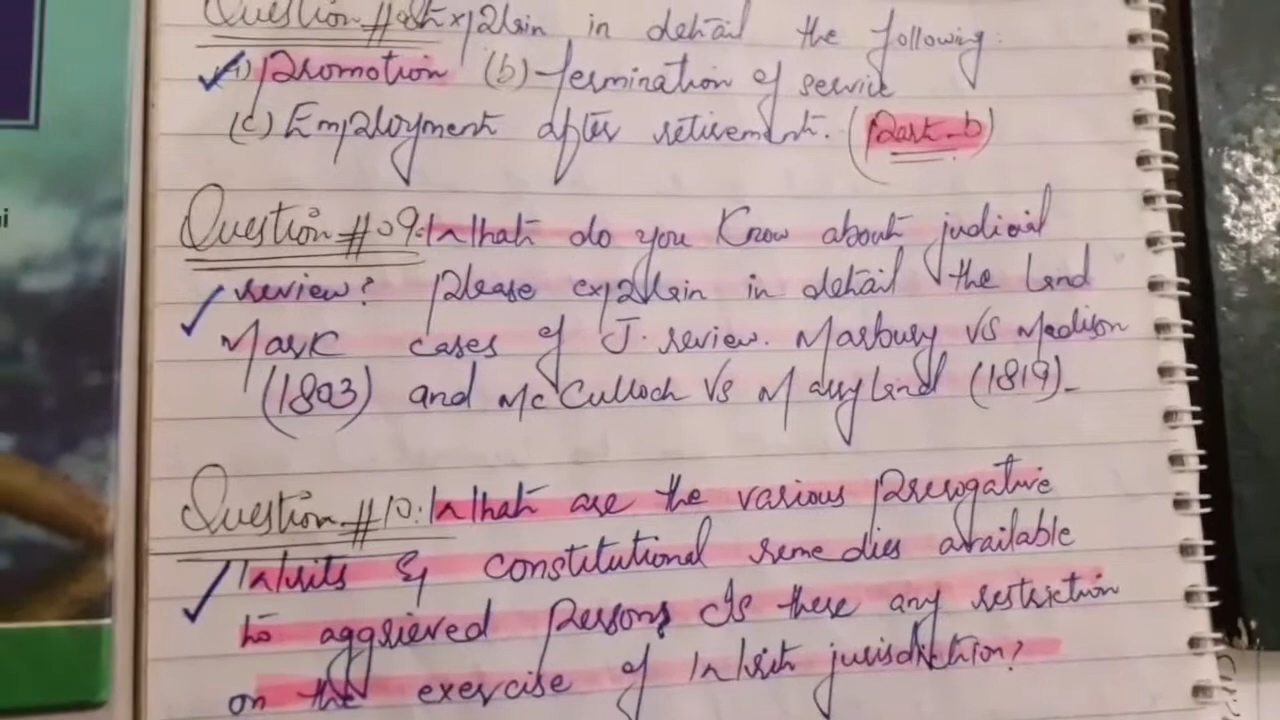 Question #08: Explain in detail the following:
(a) promotion (b) Termination of service
(c) Employment after retirement. (Part-b)
Question #09: What do you know about judicial
review? please explain in detail the land
Mark cases of J. review. Marbury VS Madison
(1803) and McCulloch VS Maryland (1819)-
Question #10: What are the various Prerogative
Writs & constitutional remedies available
to aggrieved persons Is there any restriction
on the exercise of Writ jurisdiction?